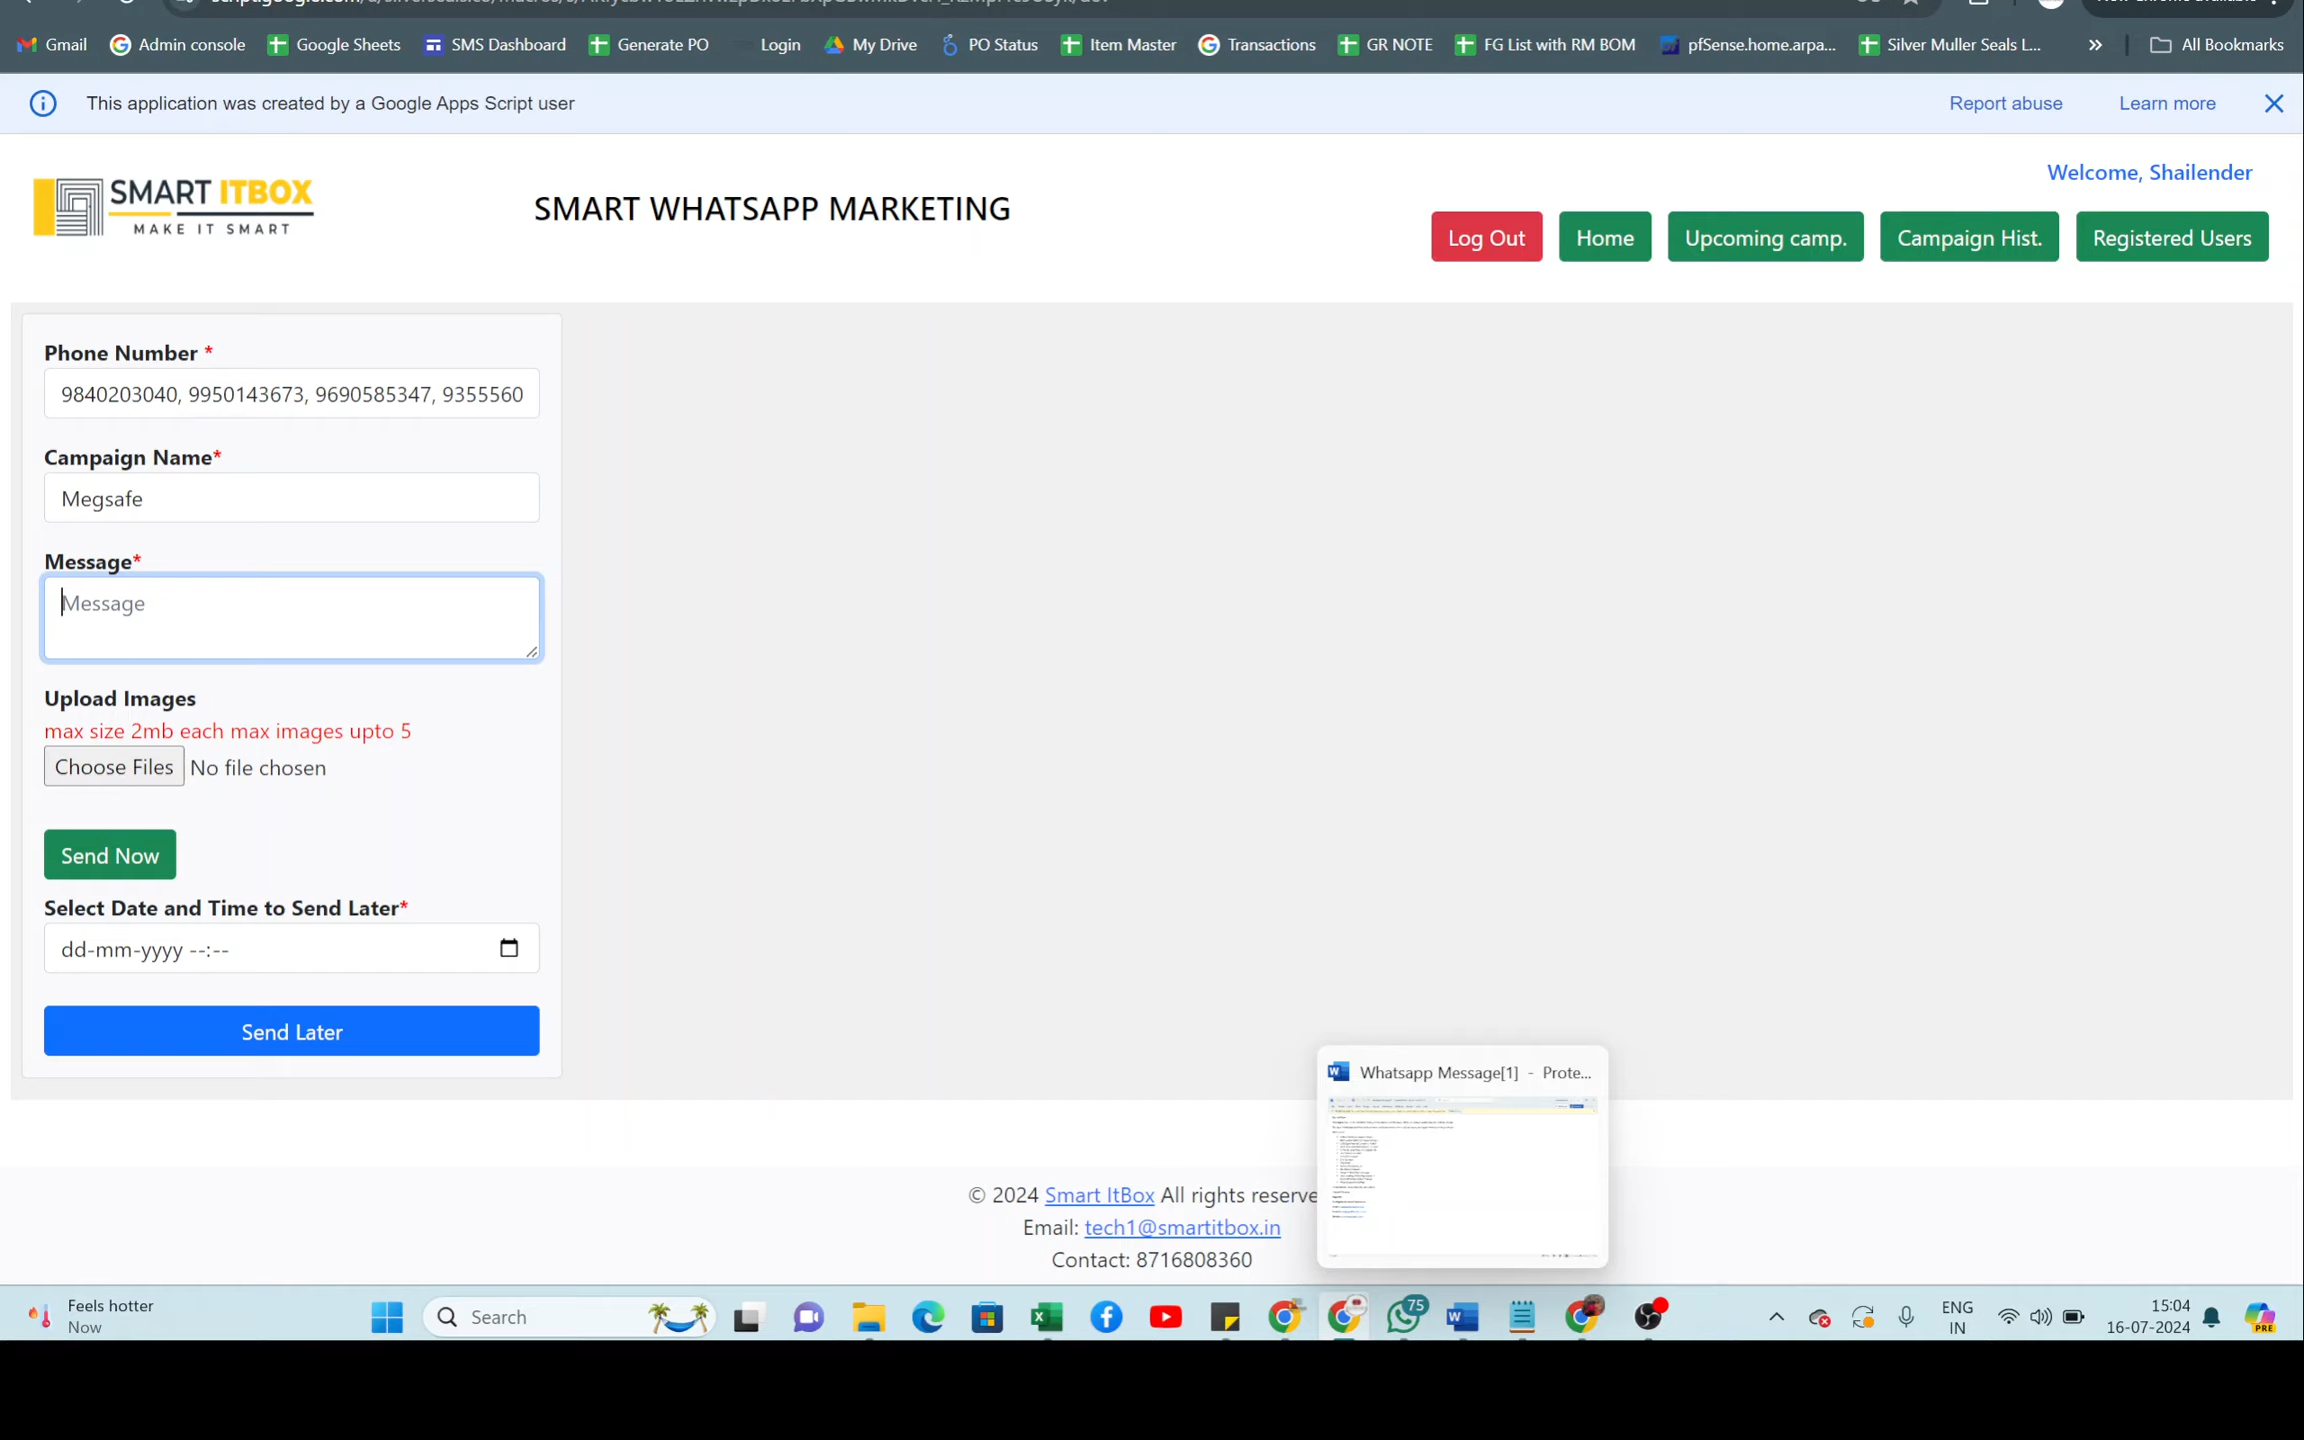 Gmail Admin console Google Sheets SMS Dashboard Generate PO Login My Drive PO Status Item Master Transactions GR NOTE FG List with RM BOM pfSense.home.arpa... Silver Muller Seals L... » All Bookmarks
This application was created by a Google Apps Script user Report abuse Learn more
Welcome, Shailender
SMART ITBOX
MAKE IT SMART
SMART WHATSAPP MARKETING
Log Out Home Upcoming camp. Campaign Hist. Registered Users
Phone Number *
9840203040, 9950143673, 9690585347, 9355560
Campaign Name*
Megsafe
Message*
Message
Upload Images
max size 2mb each max images upto 5
Choose Files No file chosen
Send Now
Select Date and Time to Send Later*
dd-mm-yyyy --:--
Send Later
Whatsapp Message[1] - Prote...
© 2024 Smart ItBox All rights reserve
Email: tech1@smartitbox.in
Contact: 8716808360
Feels hotter
Now
Search
75
ENG
IN
15:04
16-07-2024
PRE